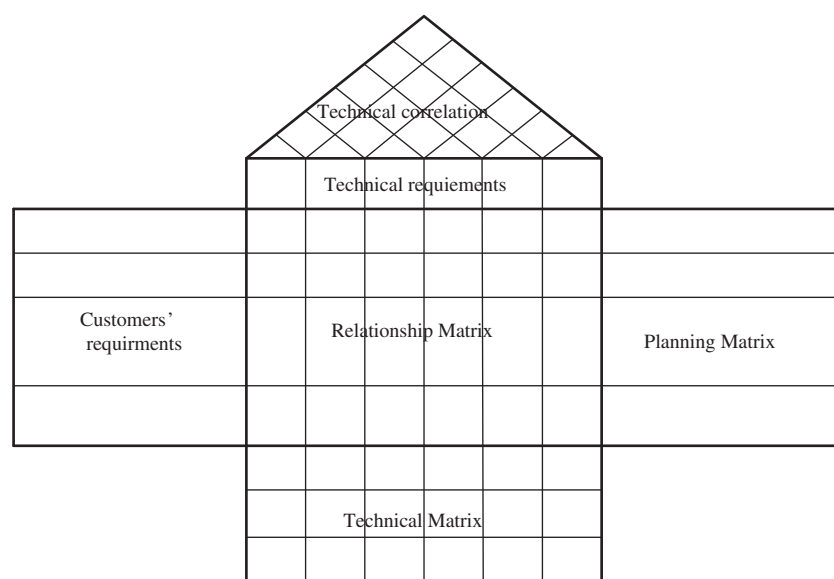 Technical correlation
Technical requiements
Customers’
requirments
Relationship Matrix
Planning Matrix
Technical Matrix